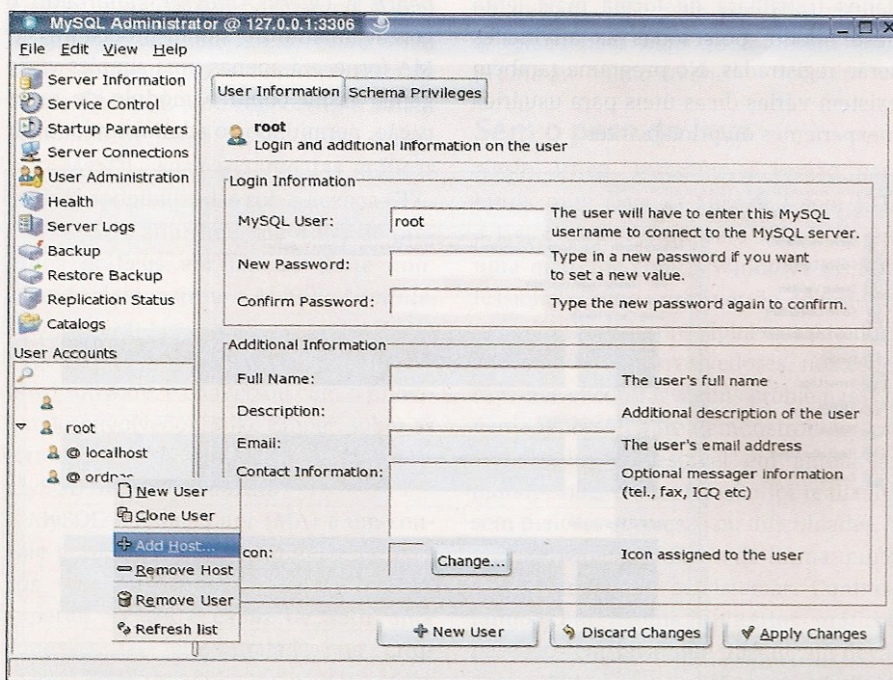 MySQL Administrator @ 127.0.0.1:3306
File Edit View Help
Server Information
Service Control
Startup Parameters
Server Connections
User Administration
Health
Server Logs
Backup
Restore Backup
Replication Status
Catalogs
User Accounts
root
@ localhost
New User
Clone User
Add Host...
Remove Host
Remove User
Refresh list
User Information
Schema Privileges
root
Login and additional information on the user
Login Information
MySQL User:
root
The user will have to enter this MySQL
username to connect to the MySQL server.
New Password:
Type in a new password if you want
to set a new value.
Confirm Password:
Type the new password again to confirm.
Additional Information
Full Name:
The user's full name
Description:
Additional description of the user
Email:
The user's email address
Contact Information:
Optional messager information
(tel., fax, ICQ etc)
con:
Change...
Icon assigned to the user
New User
Discard Changes
Apply Changes